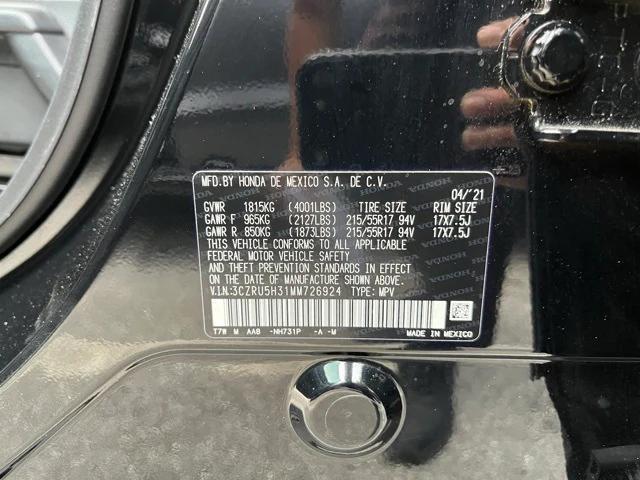 MFD.BY HONDA DE MEXICO S.A. DE C.V.
04/'21
GVWR 1815KG (4001LBS) TIRE SIZE RIM SIZE
GAWR F 965KG (2127LBS) 215/55R17 94V 17X7.5J
GAWR R 850KG (1873LBS) 215/55R17 94V 17X7.5J
THIS VEHICLE CONFORMS TO ALL APPLICABLE
FEDERAL MOTOR VEHICLE SAFETY
AND THEFT PREVENTION STANDARDS IN EFFECT
ON THE DATE OF MANUFACTURE SHOWN ABOVE.
V.I.N:3CZRU5H31MM726924 TYPE: MPV
T7W M AAB -NH731P -A -M MADE IN MEXICO